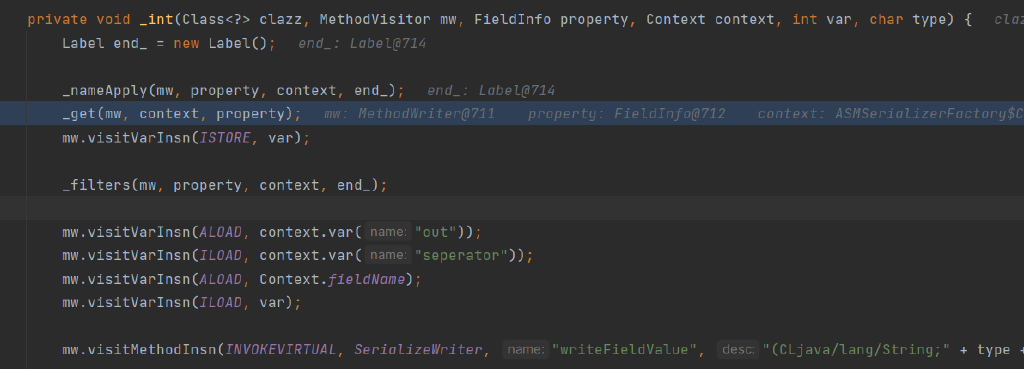 private void _int(Class<?> clazz, MethodVisitor mw, FieldInfo property, Context context, int var, char type) {   claz
Label end_ = new Label();   end_: Label@714
_nameApply(mw, property, context, end_);   end_: Label@714
_get(mw, context, property);   mw: MethodWriter@711   property: FieldInfo@712   context: ASMSerializerFactory$C
mw.visitVarInsn(ISTORE, var);
_filters(mw, property, context, end_);
mw.visitVarInsn(ALOAD, context.var( name: "out"));
mw.visitVarInsn(ILOAD, context.var( name: "seperator"));
mw.visitVarInsn(ALOAD, Context.fieldName);
mw.visitVarInsn(ILOAD, var);
mw.visitMethodInsn(INVOKEVIRTUAL, SerializeWriter, name: "writeFieldValue", desc: "(CLjava/lang/String;" + type +